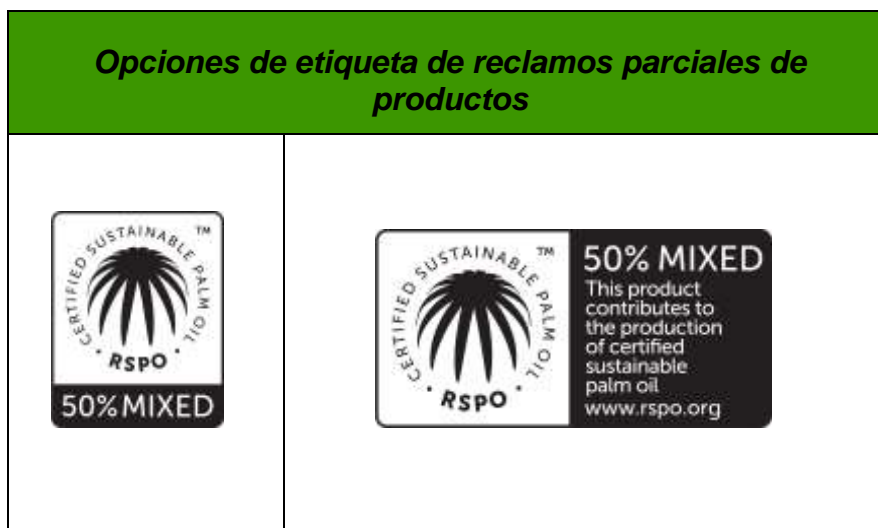 Opciones de etiqueta de reclamos parciales de
productos
CERTIFIED SUSTAINABLE PALM OIL
TM
RSPO
50% MIXED
CERTIFIED SUSTAINABLE PALM OIL
TM
RSPO
50% MIXED
This product
contributes to
the production
of certified
sustainable
palm oil
www.rspo.org